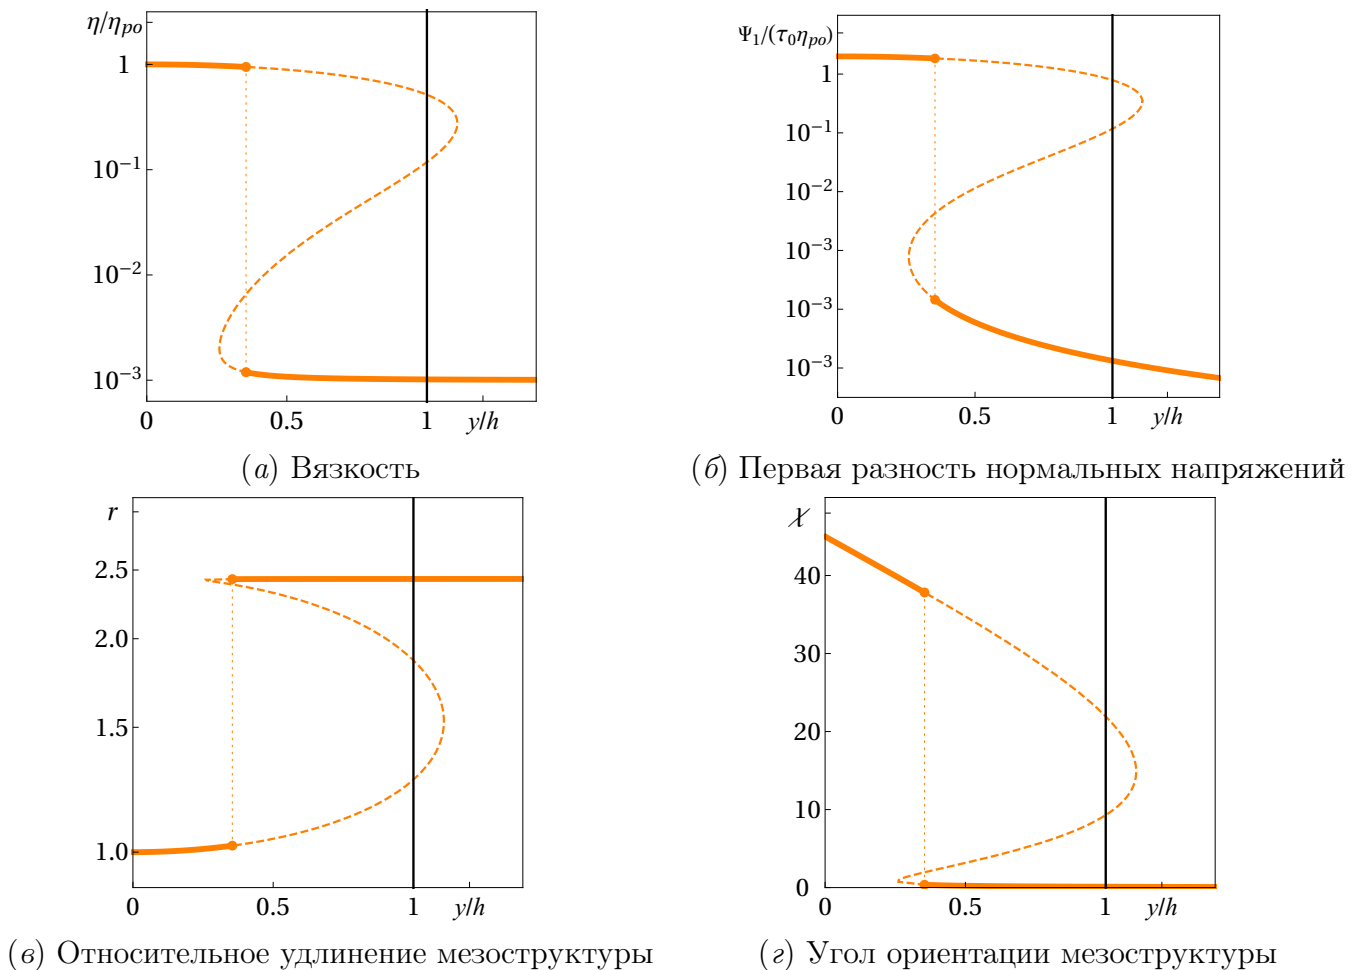 η/η_po
1
10⁻¹
10⁻²
10⁻³
0
0.5
1
y/h
(а) Вязкость
Ψ₁/(τ₀η_po)
1
10⁻¹
10⁻²
10⁻³
10⁻³
10⁻³
0
0.5
1
y/h
(б) Первая разность нормальных напряжений
r
2.5
2.0
1.5
1.0
0
0.5
1
y/h
(в) Относительное удлинение мезоструктуры
χ
40
30
20
10
0
0
0.5
1
y/h
(г) Угол ориентации мезоструктуры